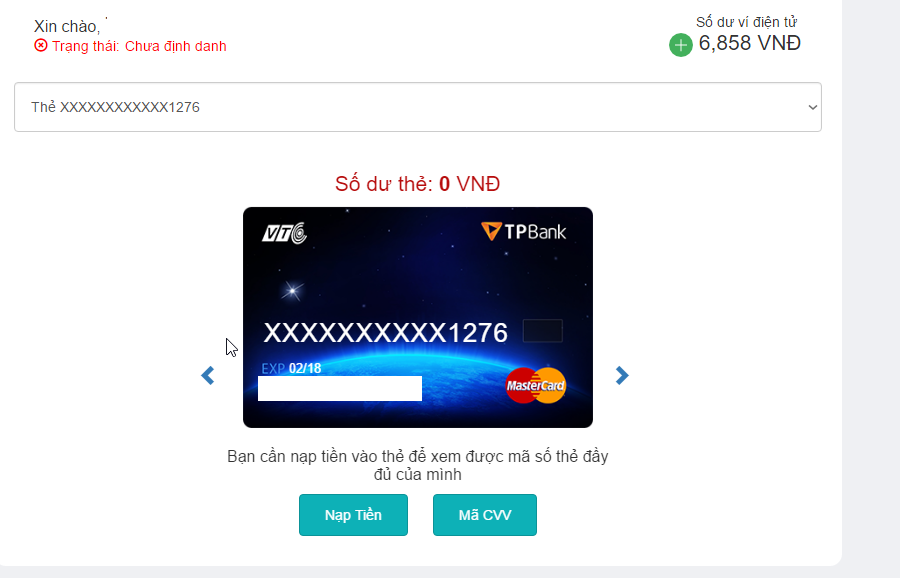 Xin chào,
Trạng thái: Chưa định danh
Số dư ví điện tử
6,858 VNĐ
Thẻ XXXXXXXXXXXX1276
Số dư thẻ: 0 VNĐ
VTC
TPBank
XXXXXXXXXX1276
EXP 02/18
MasterCard
Bạn cần nạp tiền vào thẻ để xem được mã số thẻ đầy
đủ của mình
Nạp Tiền
Mã CVV